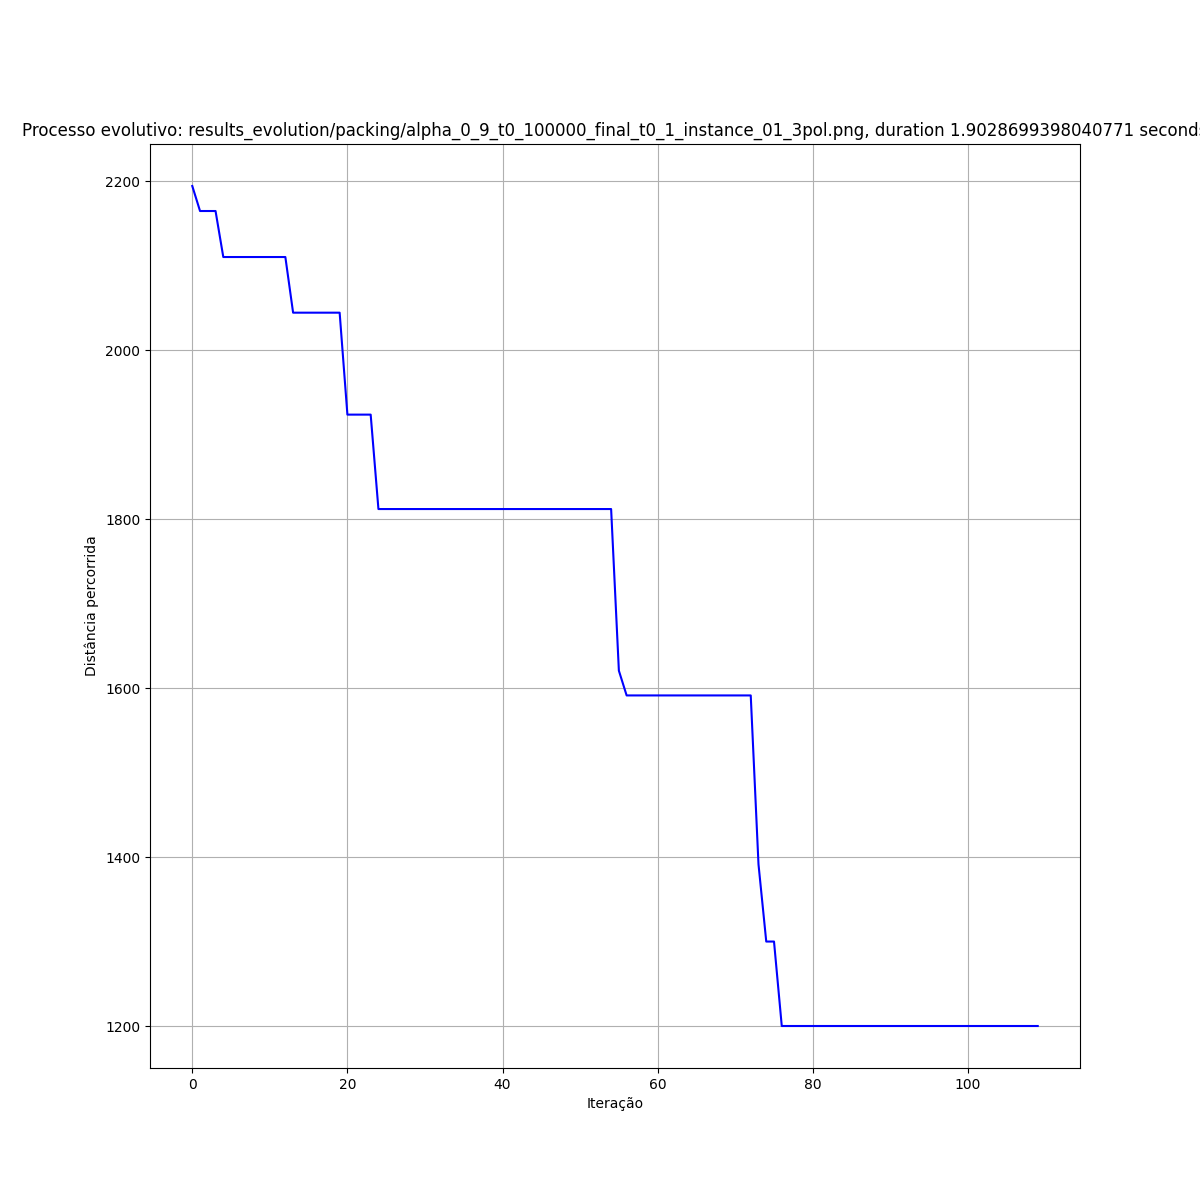 Processo evolutivo: results_evolution/packing/alpha_0_9_t0_100000_final_t0_1_instance_01_3pol.png, duration 1.9028699398040771 second
2200
2000
1800
1600
1400
1200
Distância percorrida
0 20 40 60 80 100
Iteração